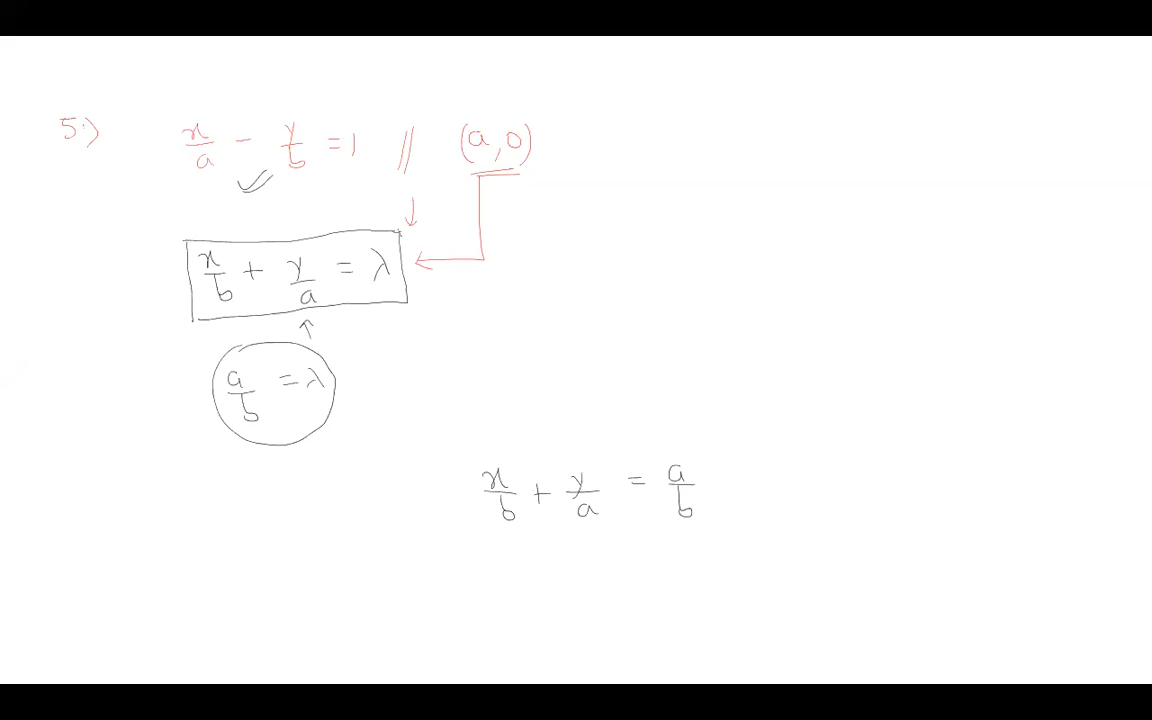 5.) x/a - y/b = 1 // (a, 0)
x/b + y/a = λ
a/b = λ
x/b + y/a = a/b